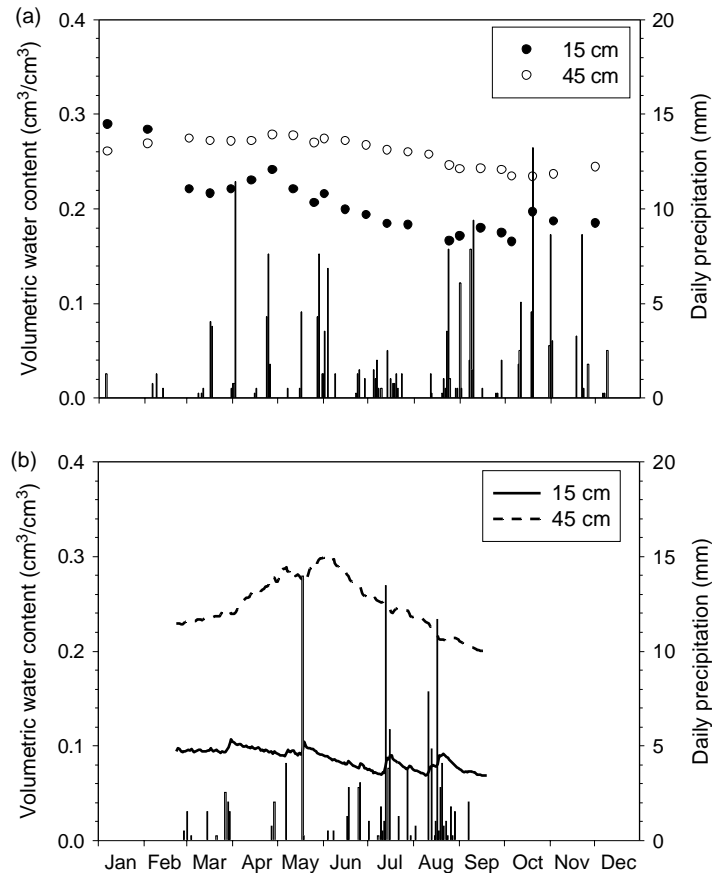 (a)
0.4
0.3
0.2
0.1
0.0
Volumetric water content (cm³/cm³)
20
15
10
5
0
Daily precipitation (mm)
15 cm
45 cm
(b)
0.4
0.3
0.2
0.1
0.0
Volumetric water content (cm³/cm³)
20
15
10
5
0
Daily precipitation (mm)
15 cm
45 cm
Jan Feb Mar Apr May Jun Jul Aug Sep Oct Nov Dec